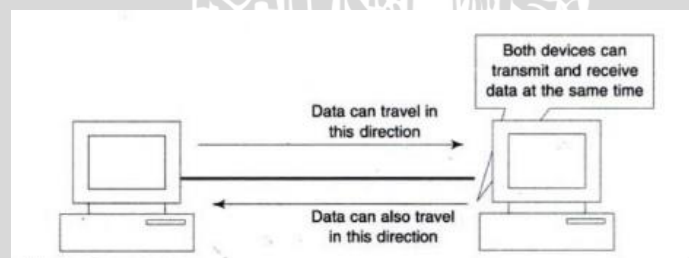 Both devices can
transmit and receive
data at the same time
Data can travel in
this direction
Data can also travel
in this direction